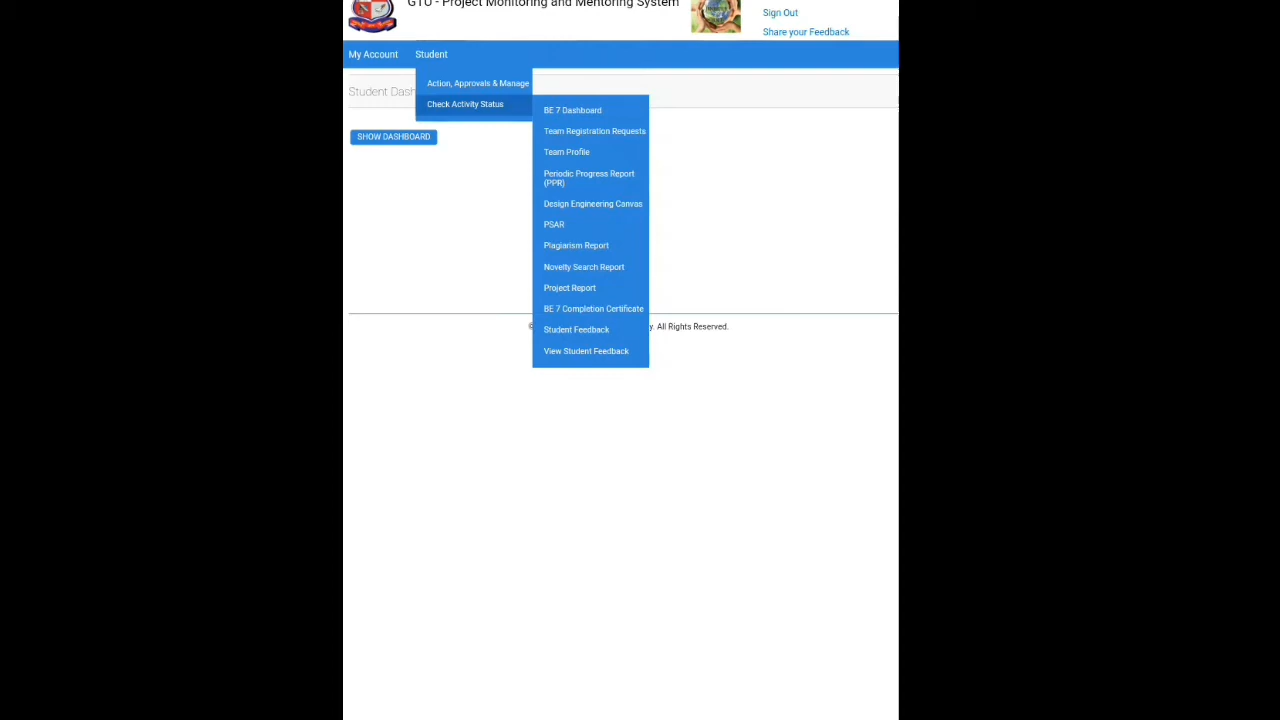 GTU - Project Monitoring and Mentoring System
Sign Out
Share your Feedback
My Account Student
Student Dash
Action, Approvals & Manage
Check Activity Status
SHOW DASHBOARD
BE 7 Dashboard
Team Registration Requests
Team Profile
Periodic Progress Report
(PPR)
Design Engineering Canvas
PSAR
Plagiarism Report
Novelty Search Report
Project Report
BE 7 Completion Certificate
Student Feedback
View Student Feedback
© y. All Rights Reserved.